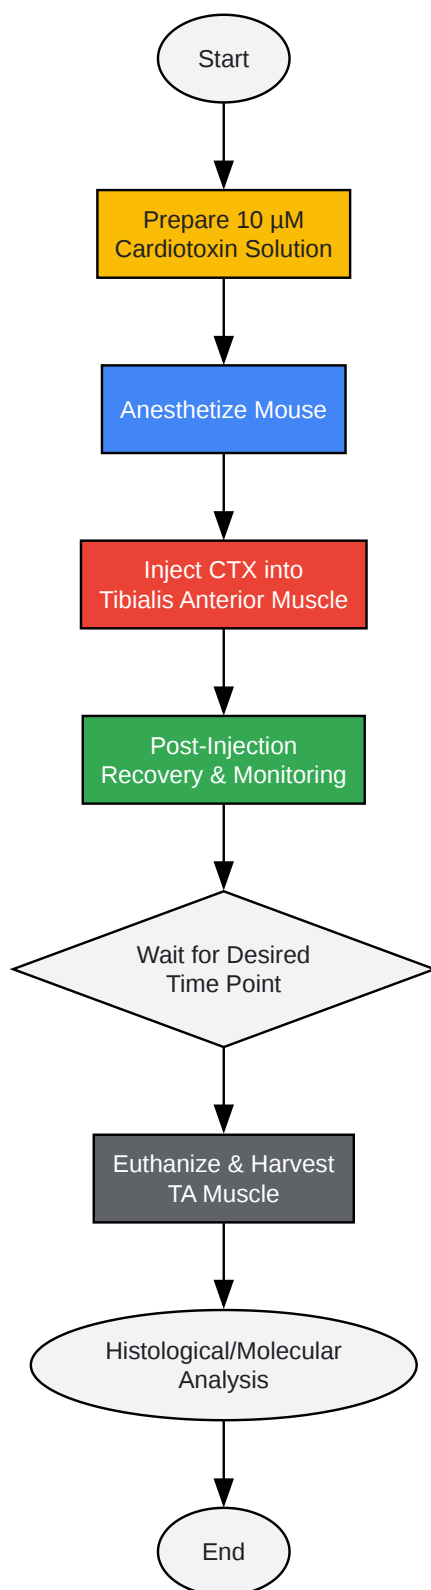 Start
Prepare 10 µM
Cardiotoxin Solution
Anesthetize Mouse
Inject CTX into
Tibialis Anterior Muscle
Post-Injection
Recovery & Monitoring
Wait for Desired
Time Point
Euthanize & Harvest
TA Muscle
Histological/Molecular
Analysis
End